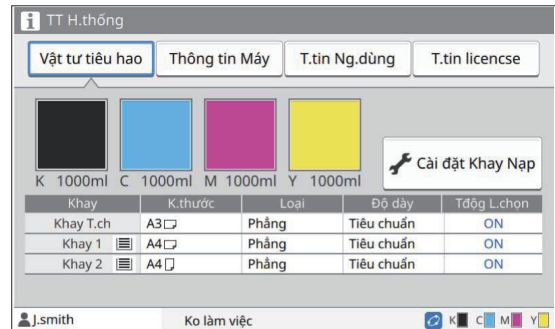 TT H.thống
Vật tư tiêu hao Thông tin Máy T.tin Ng.dùng T.tin licencse
K 1000ml C 1000ml M 1000ml Y 1000ml
Cài đặt Khay Nạp
Khay K.thước Loại Độ dày Tđộg L.chọn
Khay T.ch A3 Phẳng Tiêu chuẩn ON
Khay 1 A4 Phẳng Tiêu chuẩn ON
Khay 2 A4 Phẳng Tiêu chuẩn ON
J.smith Ko làm việc K C M Y